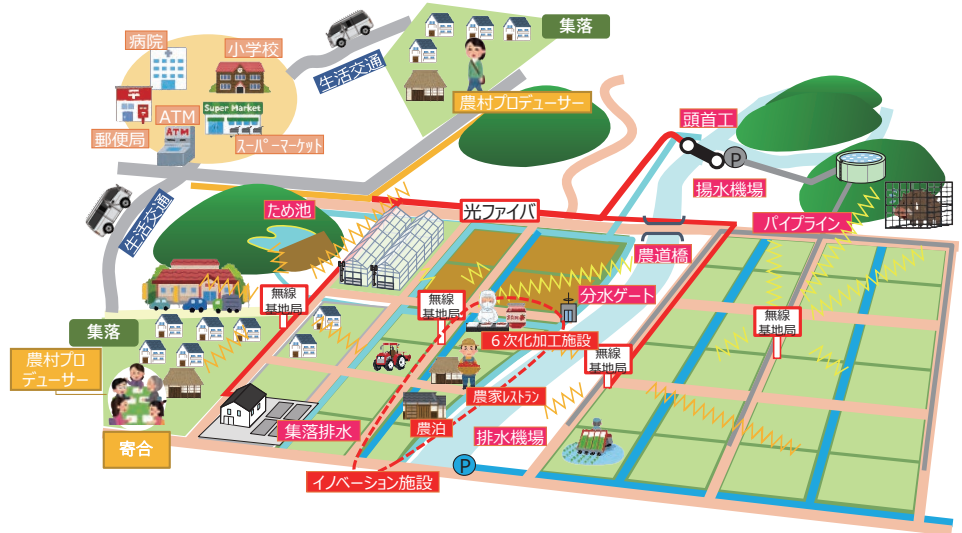 集落
病院
小学校
生活交通
農村プロデューサー
Super Market
ATM
ATM
郵便局
スーパーマーケット
頭首工
P
揚水機場
ため池
光ファイバ
パイプライン
生活交通
農道橋
無線
基地局
無線
基地局
分水ゲート
無線
基地局
集落
6次化加工施設
無線
基地局
農村プロ
デューサー
農家レストラン
農泊
集落排水
排水機場
寄合
P
イノベーション施設